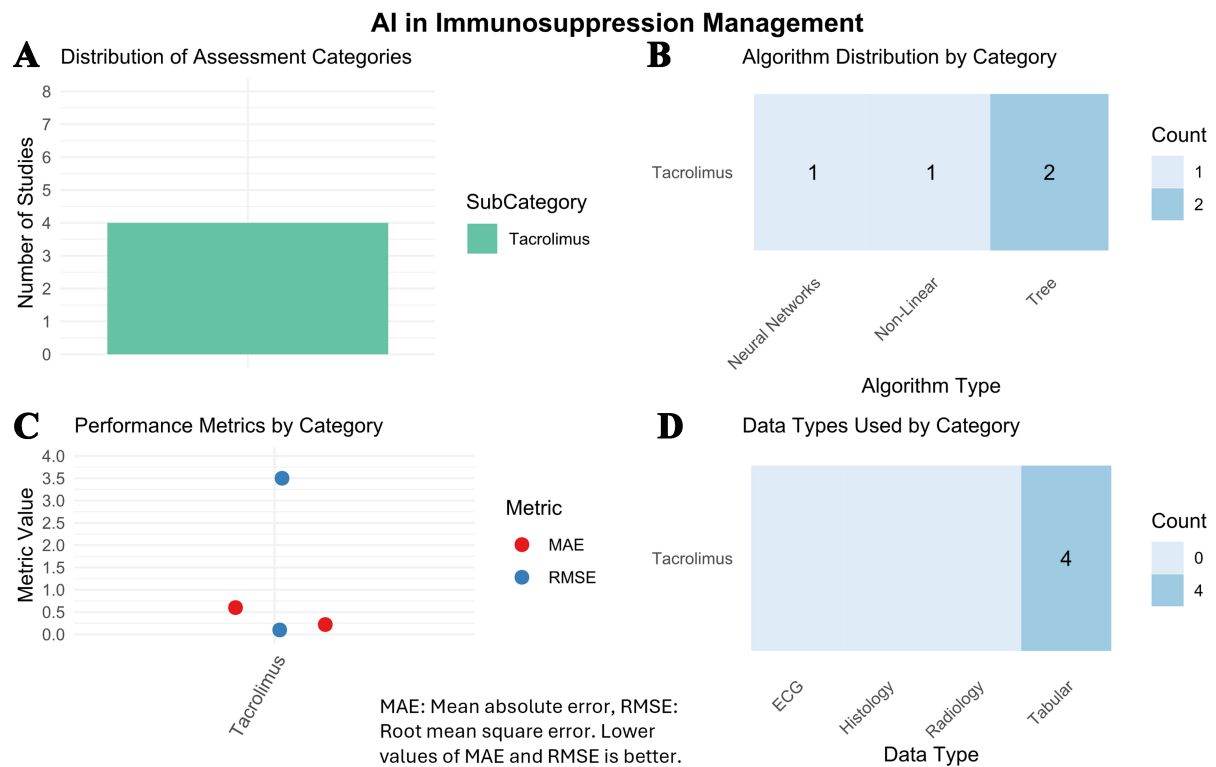 AI in Immunosuppression Management
A
Distribution of Assessment Categories
Number of Studies
8
7
6
5
4
3
2
1
0
SubCategory
Tacrolimus
B
Algorithm Distribution by Category
Tacrolimus
1
1
2
Neural Networks
Non-Linear
Tree
Algorithm Type
Count
1
2
C
Performance Metrics by Category
Metric Value
4.0
3.5
3.0
2.5
2.0
1.5
1.0
0.5
0.0
Tacrolimus
Metric
MAE
RMSE
MAE: Mean absolute error, RMSE:
Root mean square error. Lower
values of MAE and RMSE is better.
D
Data Types Used by Category
Tacrolimus
4
ECG
Histology
Radiology
Tabular
Data Type
Count
0
4